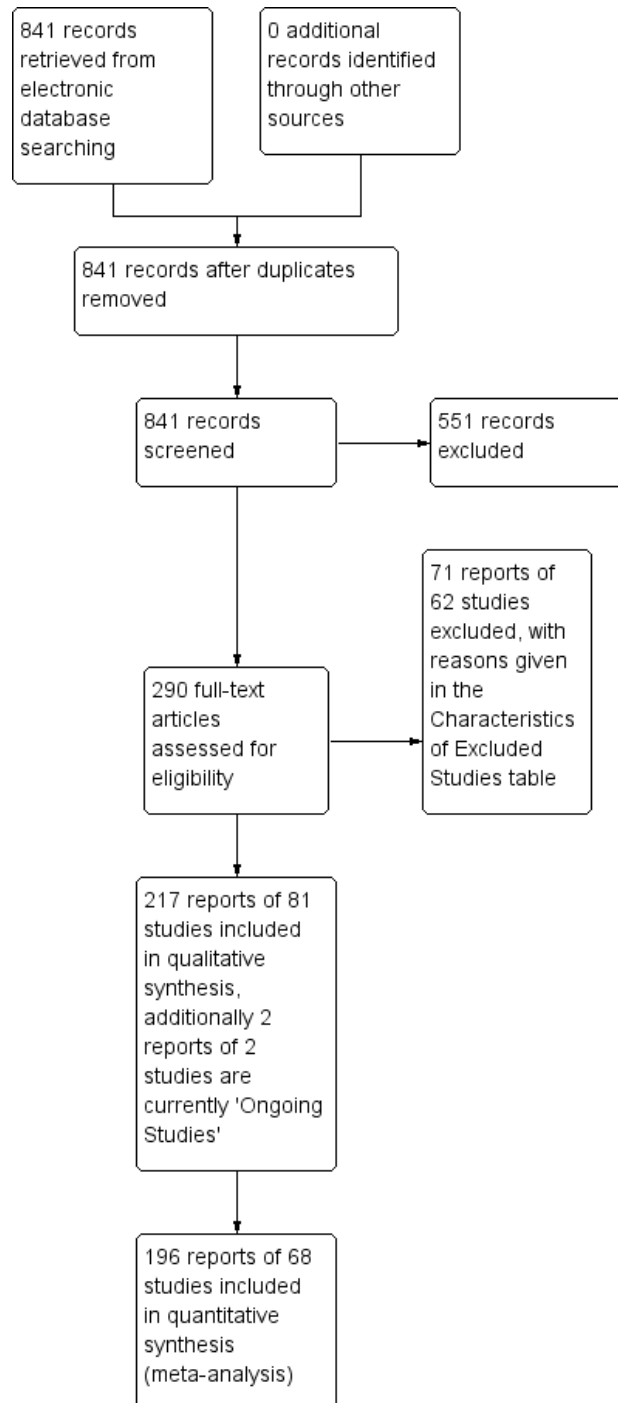 841 records
retrieved from
electronic
database
searching
0 additional
records identified
through other
sources
841 records after duplicates
removed
841 records
screened
551 records
excluded
71 reports of
62 studies
excluded, with
reasons given
in the
Characteristics
of Excluded
Studies table
290 full-text
articles
assessed for
eligibility
217 reports of 81
studies included
in qualitative
synthesis,
additionally 2
reports of 2
studies are
currently 'Ongoing
Studies'
196 reports of 68
studies included
in quantitative
synthesis
(meta-analysis)